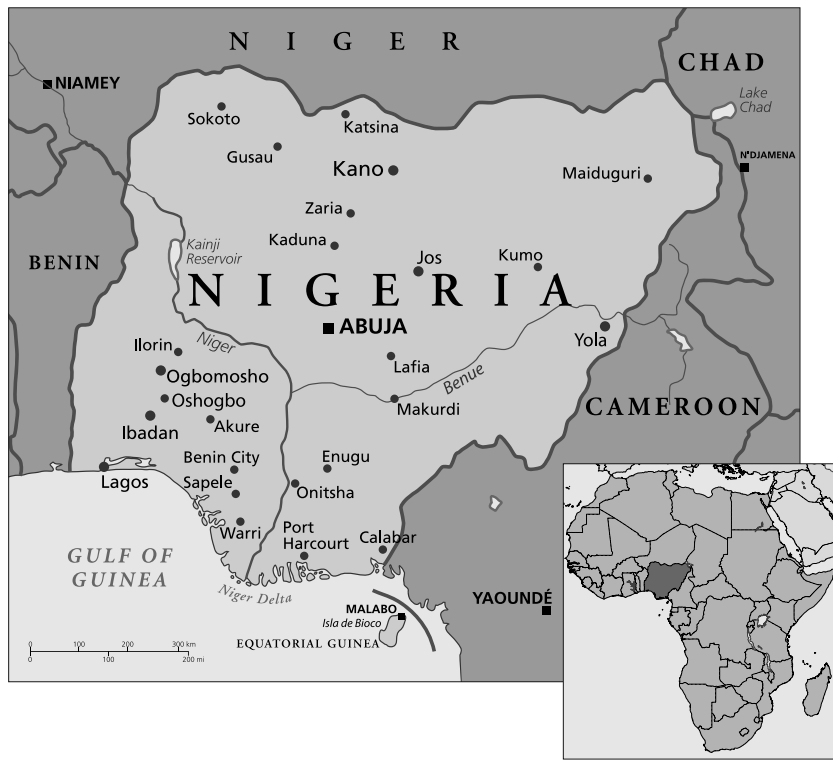 NIGER
CHAD
NIAMEY
Lake
Chad
Sokoto
Katsina
Gusau
Kano
N'DJAMENA
Maiduguri
Zaria
Kaduna
Kainji
Reservoir
BENIN
Jos
Kumo
NIGERIA
ABUJA
Yola
Ilorin
Niger
Lafia
Benue
Ogbomosho
Oshogbo
Makurdi
CAMEROON
Ibadan
Akure
Benin City
Enugu
Lagos
Sapele
Onitsha
Warri
Port
Harcourt
Calabar
GULF OF
GUINEA
Niger Delta
YAOUNDÉ
MALABO
Isla de Bioco
EQUATORIAL GUINEA
0 100 200 300 km
0 100 200 mi